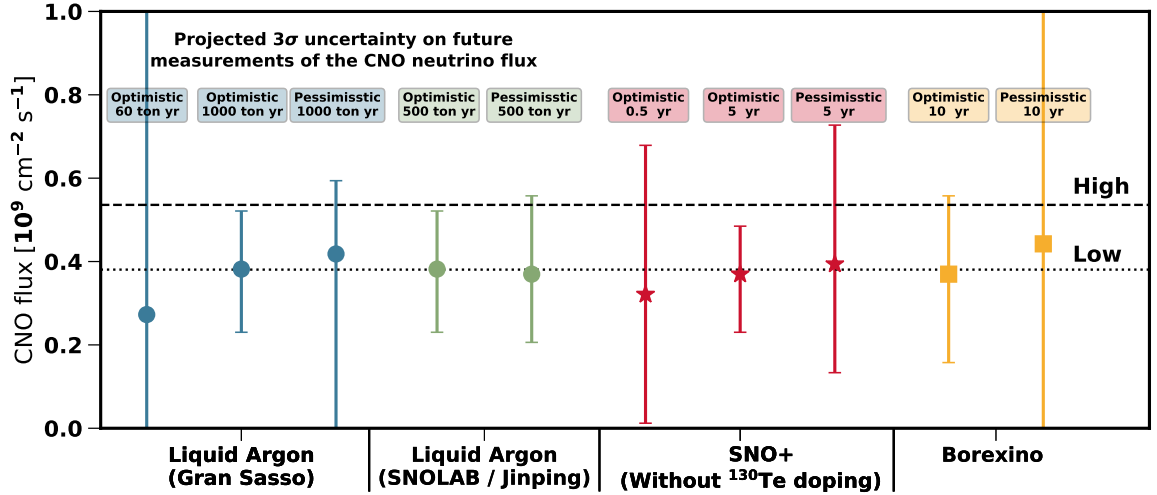 Projected 3σ uncertainty on future
measurements of the CNO neutrino flux
CNO flux [10⁹ cm⁻² s⁻¹]
1.0
0.8
0.6
0.4
0.2
0.0
Optimistic
60 ton yr
Optimistic
1000 ton yr
Pessimisstic
1000 ton yr
Optimistic
500 ton yr
Pessimisstic
500 ton yr
Optimistic
0.5 yr
Optimistic
5 yr
Pessimisstic
5 yr
Optimistic
10 yr
Pessimisstic
10 yr
High
Low
Liquid Argon
(Gran Sasso)
Liquid Argon
(SNOLAB / Jinping)
SNO+
(Without ¹³⁰Te doping)
Borexino